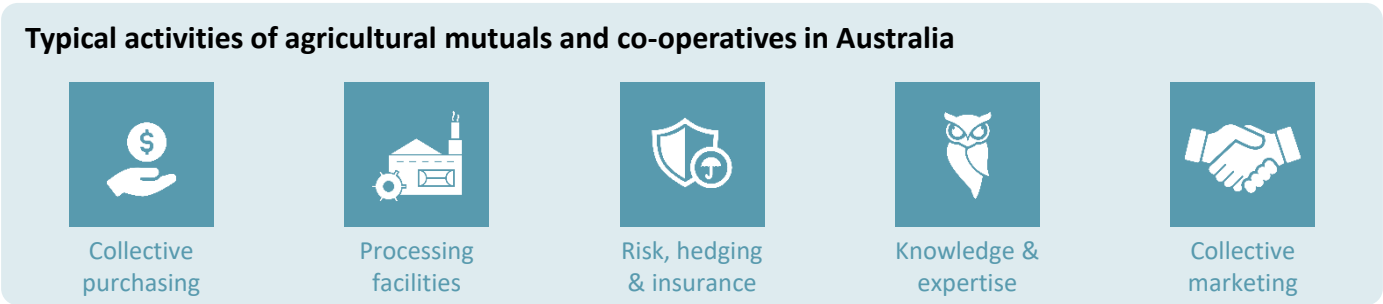 Typical activities of agricultural mutuals and co-operatives in Australia
$
Collective
purchasing
Processing
facilities
Risk, hedging
& insurance
Knowledge &
expertise
Collective
marketing